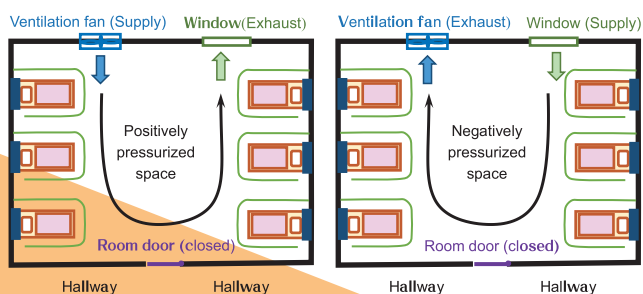 Ventilation fan (Supply)
Window(Exhaust)
Ventilation fan (Exhaust)
Window (Supply)
Positively
pressurized
space
Negatively
pressurized
space
Room door (closed)
Room door (closed)
Hallway
Hallway
Hallway
Hallway